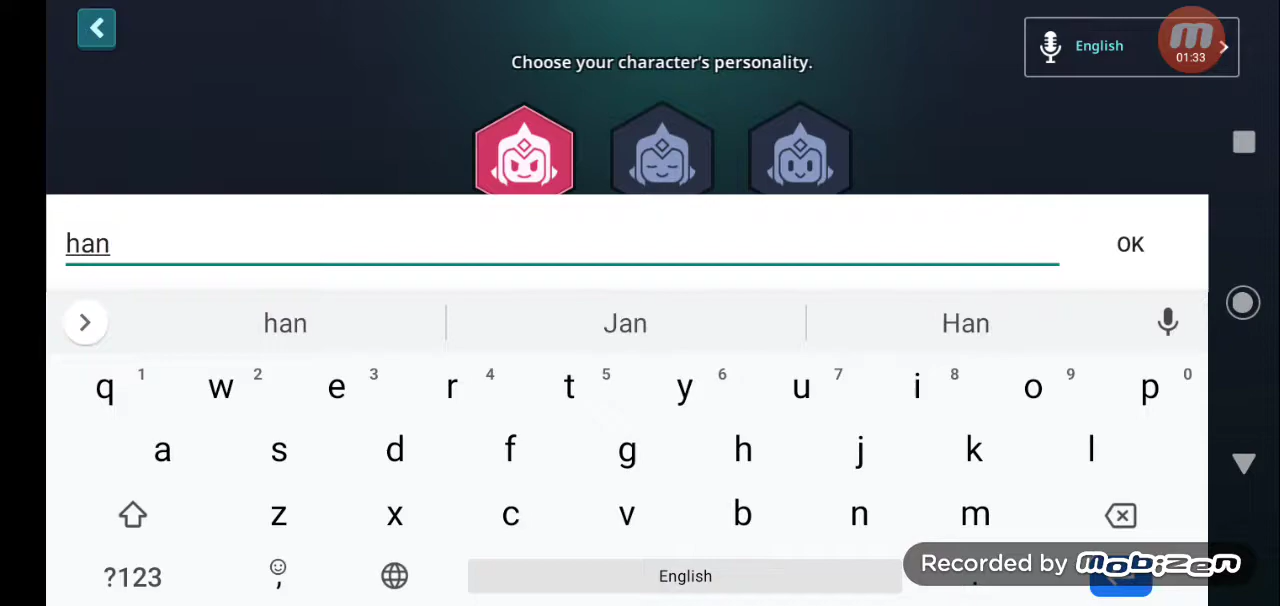 English
01:33
Choose your character's personality.
han
OK
han
Jan
Han
q 1 w 2 e 3 r 4 t 5 y 6 u 7 i 8 o 9 p 0
a s d f g h j k l
z x c v b n m
?123 , English .
Recorded by MOBIZEN